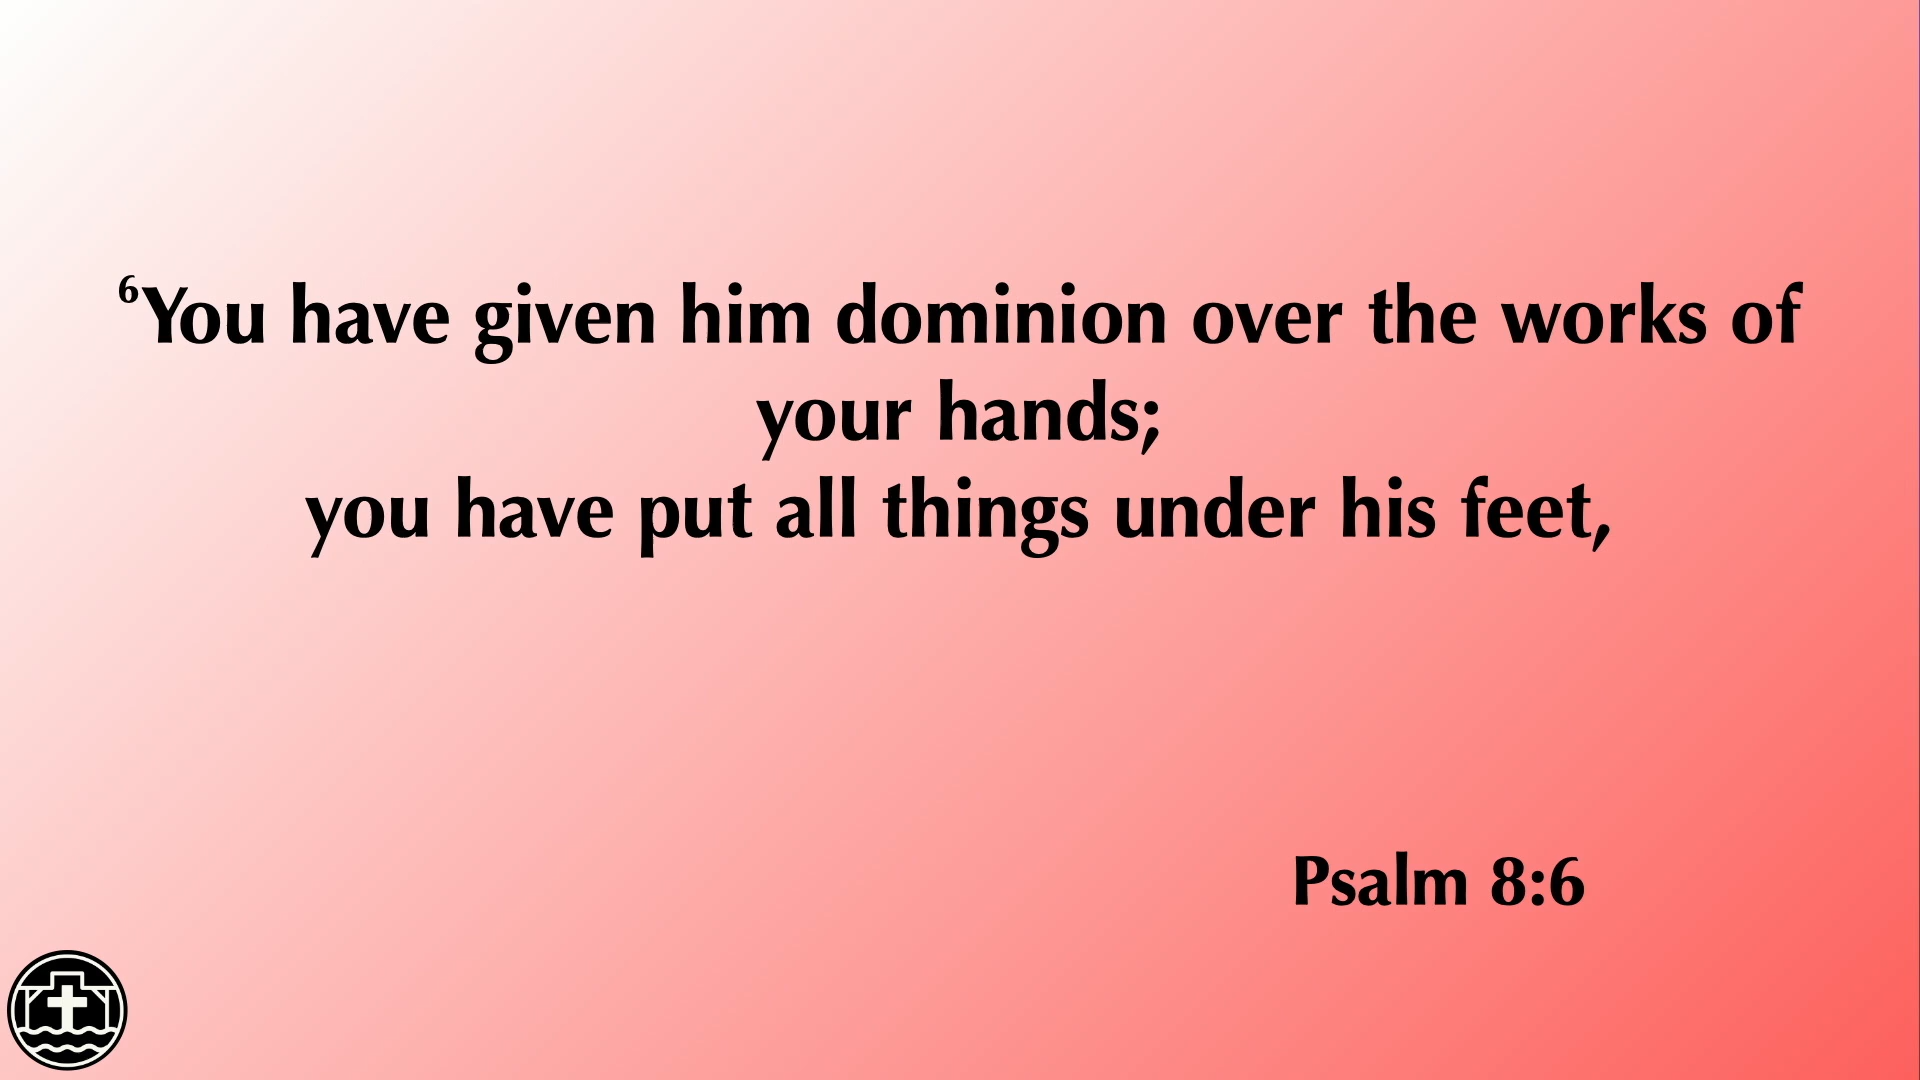 ⁶You have given him dominion over the works of
your hands;
you have put all things under his feet,
Psalm 8:6